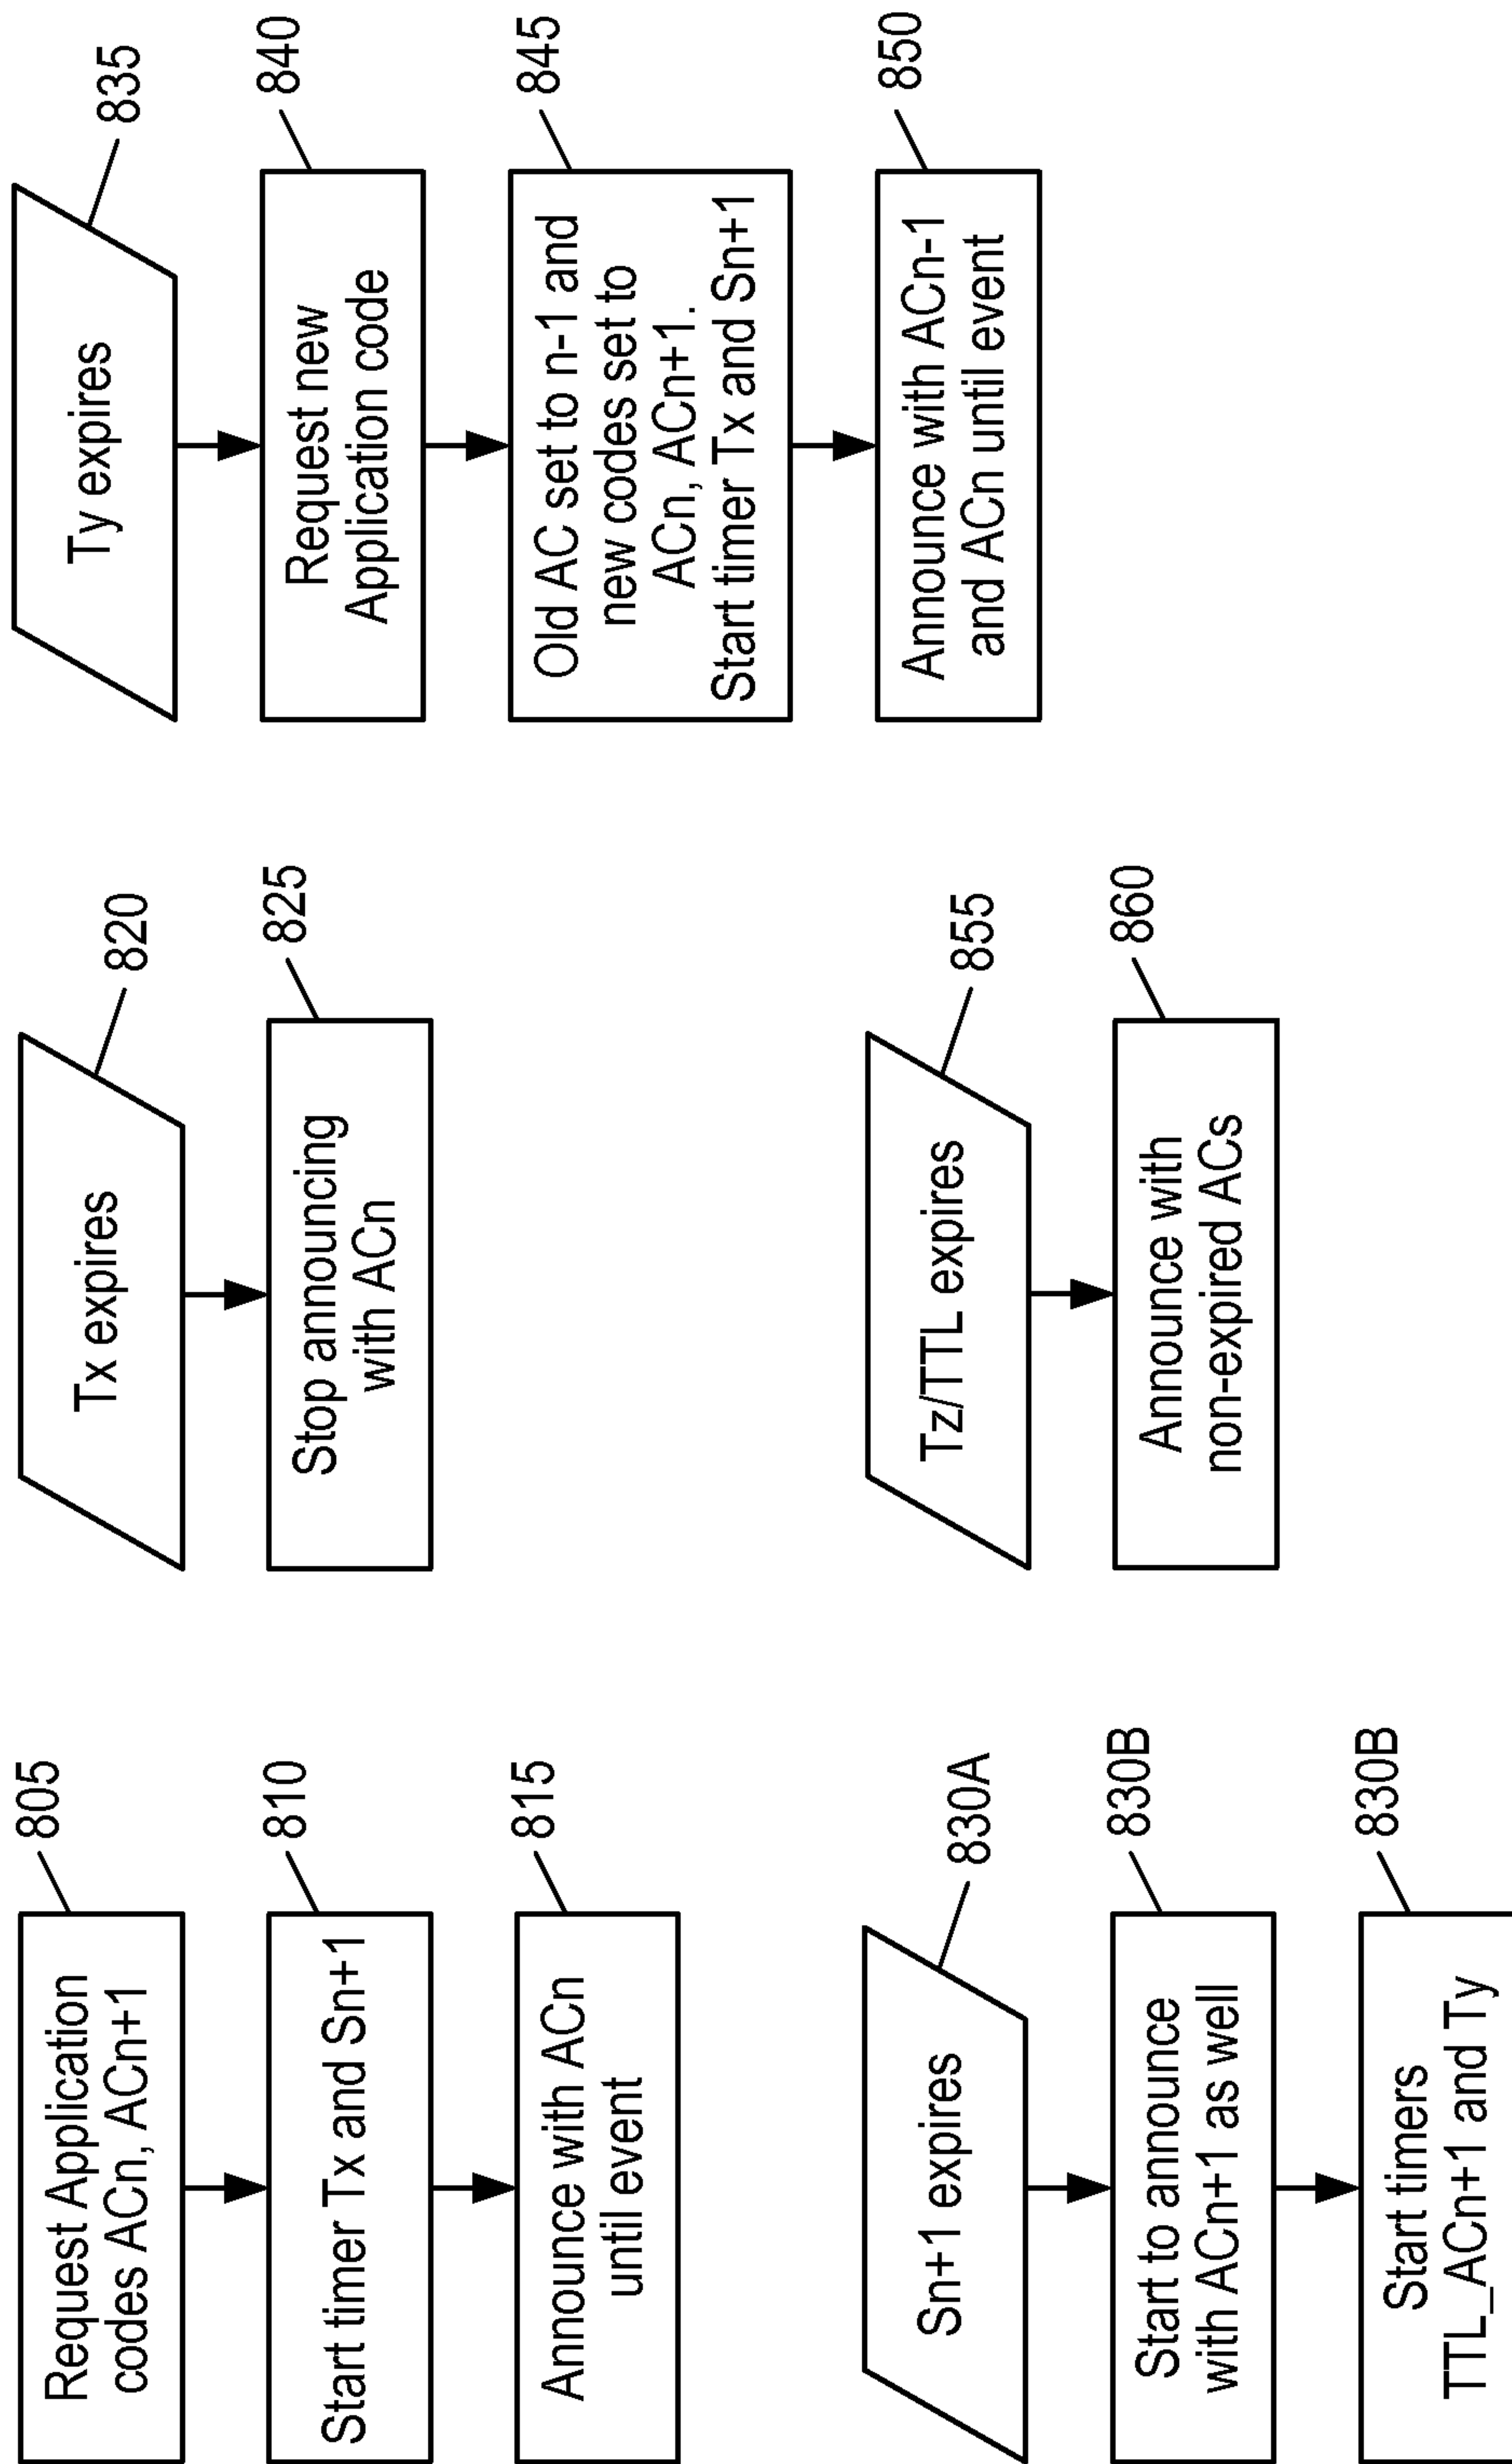 805
Request Application
codes ACn, ACn+1
810
Start timer Tx and Sn+1
815
Announce with ACn
until event
820
Tx expires
825
Stop announcing
with ACn
835
Ty expires
840
Request new
Application code
845
Old AC set to n-1 and
new codes set to
ACn, ACn+1.
Start timer Tx and Sn+1
850
Announce with ACn-1
and ACn until event
830A
Sn+1 expires
830B
Start to announce
with ACn+1 as well
830B
Start timers
TTL_ACn+1 and Ty
855
Tz/TTL expires
860
Announce with
non-expired ACs